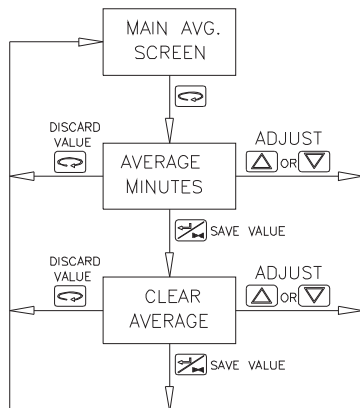 MAIN AVG.
SCREEN
DISCARD
VALUE
ADJUST
OR
AVERAGE
MINUTES
SAVE VALUE
DISCARD
VALUE
ADJUST
OR
CLEAR
AVERAGE
SAVE VALUE